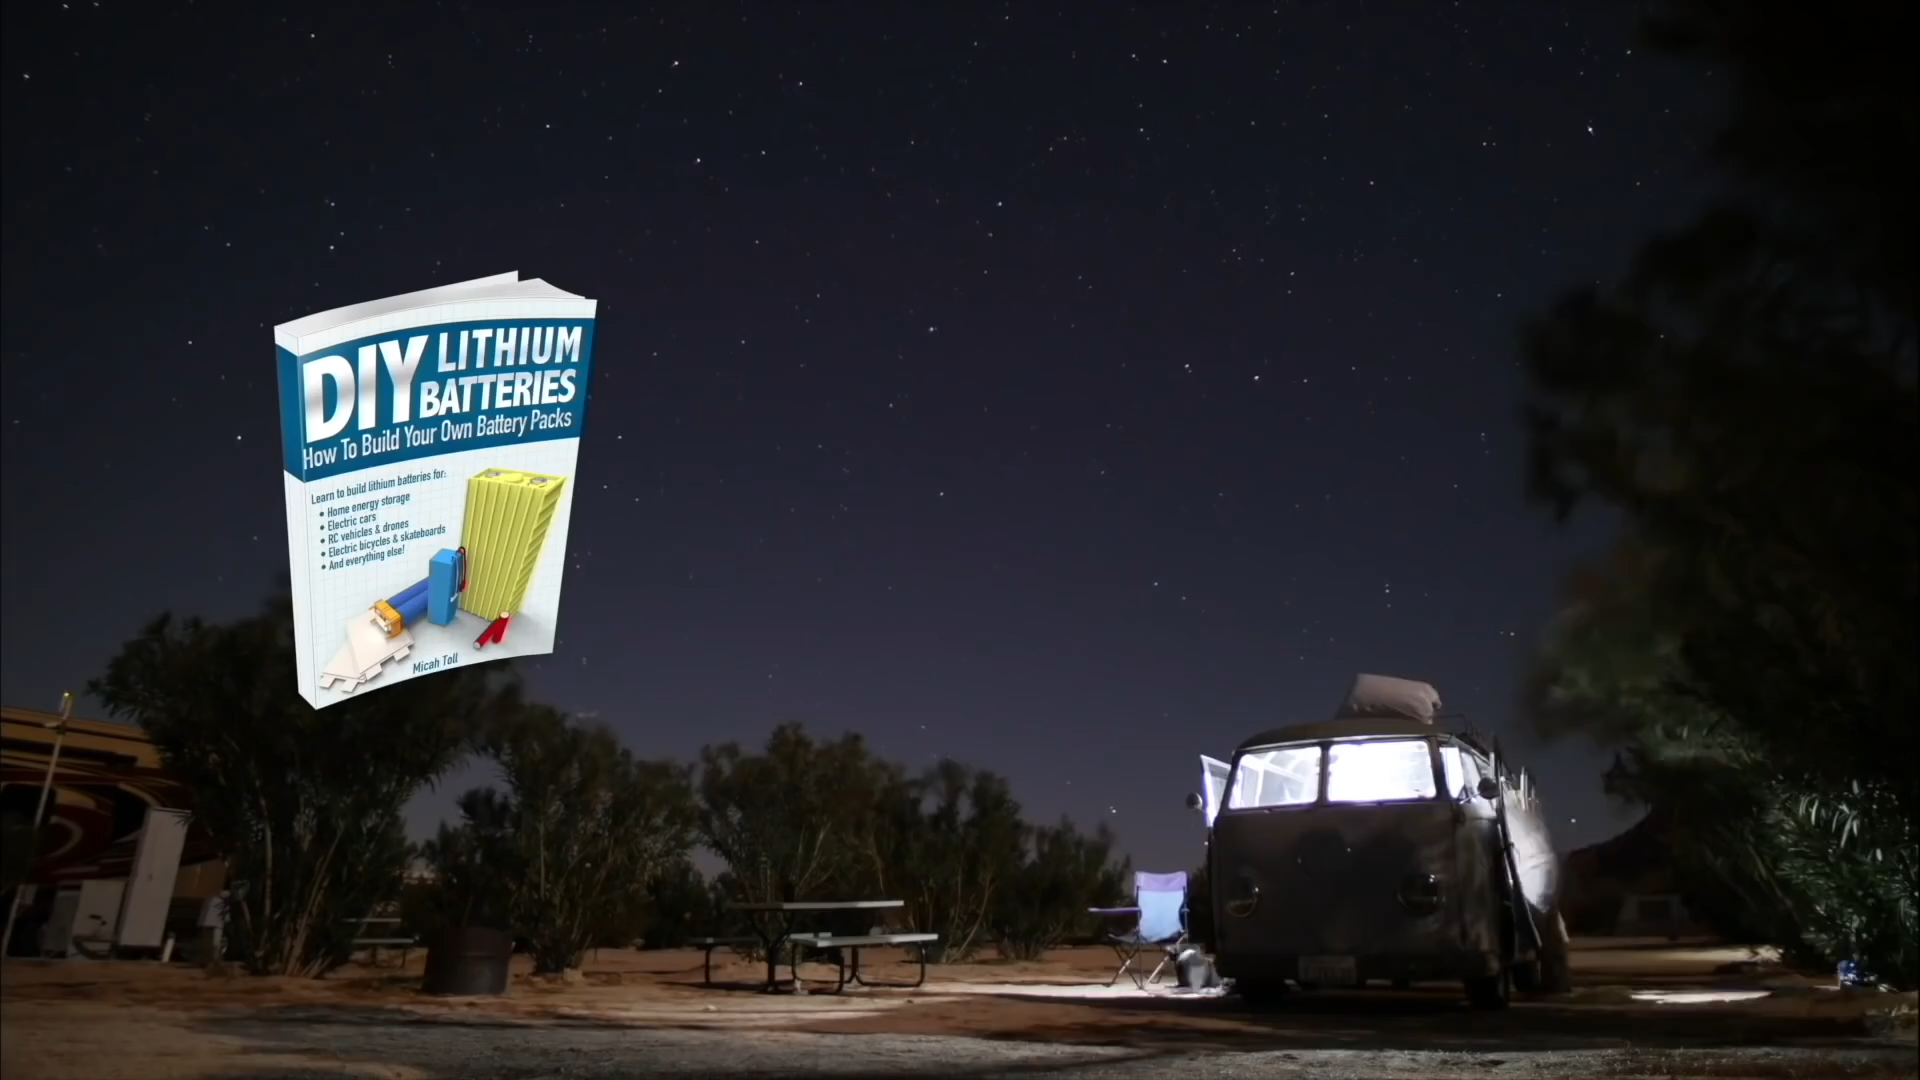 DIY LITHIUM
BATTERIES
How To Build Your Own Battery Packs
Learn to build lithium batteries for:
• Home energy storage
• Electric cars
• RC vehicles & drones
• Electric bicycles & skateboards
• And everything else!
Micah Toll